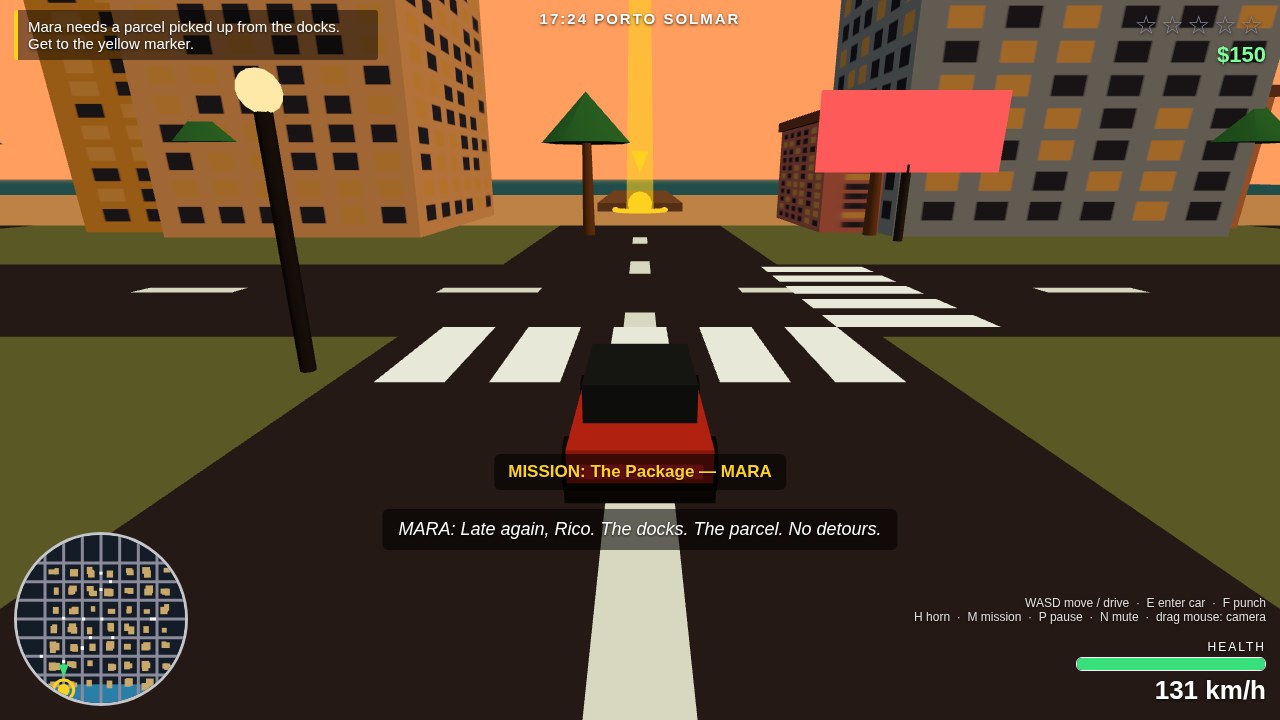 Mara needs a parcel picked up from the docks.
Get to the yellow marker.
17:24 PORTO SOLMAR
☆☆☆☆☆
$150
MISSION: The Package — MARA
MARA: Late again, Rico. The docks. The parcel. No detours.
WASD move / drive · E enter car · F punch
H horn · M mission · P pause · N mute · drag mouse: camera
HEALTH
131 km/h